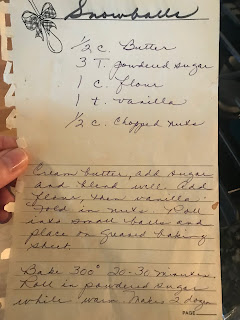 Snowballs
1/2 c. Butter
3 T. powdered sugar
1 c. flour
1 t. vanilla
1/2 c. Chopped nuts
Cream butter, add sugar
and blend well. Add
flour, then vanilla.
Fold in nuts. Roll
into small balls and
place on greased baking
sheet.
Bake 300° 20-30 minutes.
Roll in powdered sugar
while warm. Makes 2 dozen
PAGE